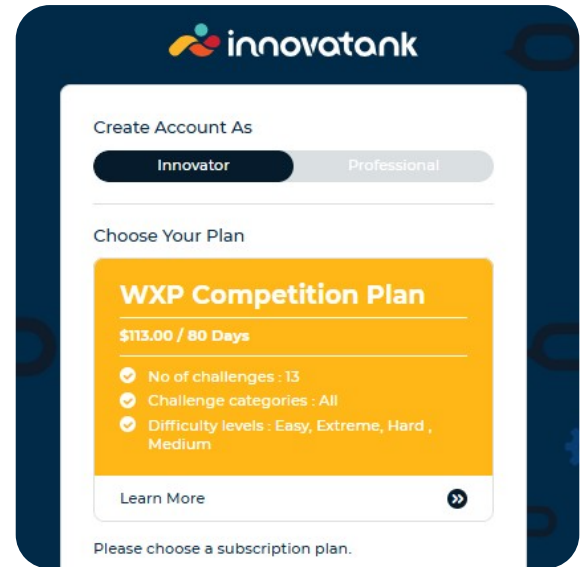 innovatank
Create Account As
Innovator Professional
Choose Your Plan
WXP Competition Plan
$113.00 / 80 Days
No of challenges : 13
Challenge categories : All
Difficulty levels : Easy, Extreme, Hard ,
Medium
Learn More
Please choose a subscription plan.